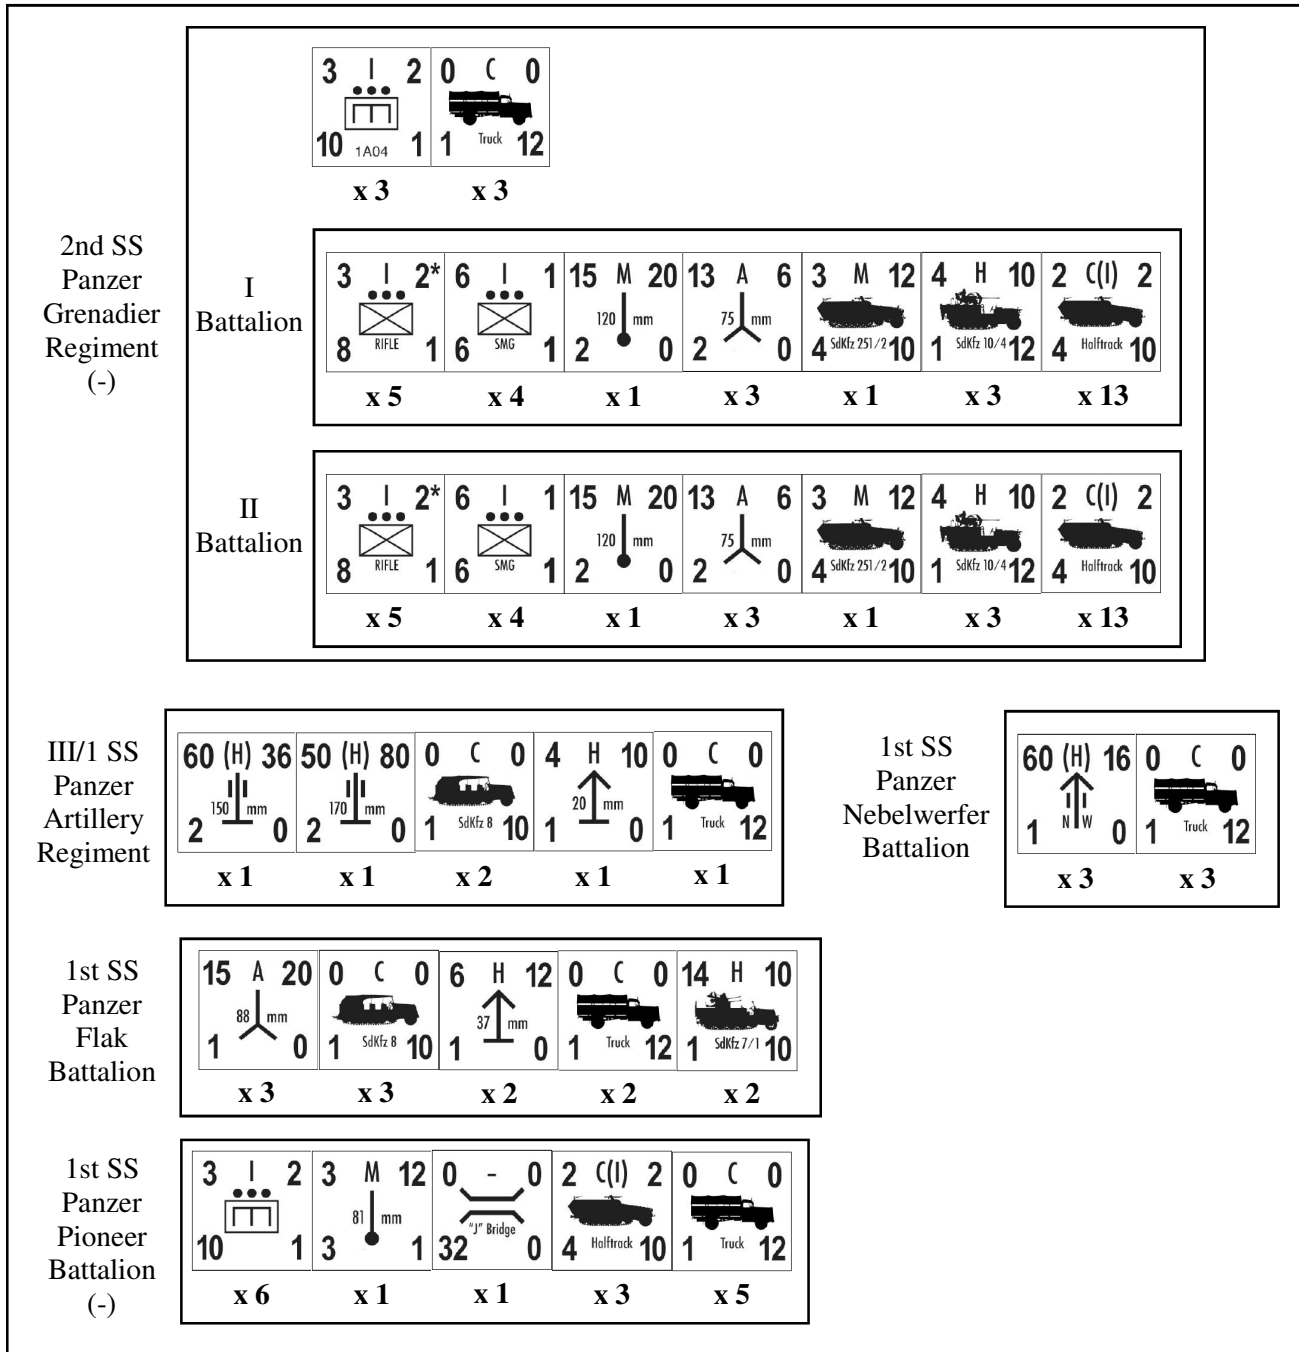 3 I 2 0 C 0
10 1A04 1 1 Truck 12
x 3 x 3
2nd SS
Panzer
Grenadier
Regiment
(-)
I
Battalion
3 I 2* 6 I 1 15 M 20 13 A 6 3 M 12 4 H 10 2 C(I) 2
120 mm 75 mm
8 RIFLE 1 6 SMG 1 2 0 2 0 4 SdKfz 251/2 10 1 SdKfz 10/4 12 4 Halftrack 10
x 5 x 4 x 1 x 3 x 1 x 3 x 13
II
Battalion
3 I 2* 6 I 1 15 M 20 13 A 6 3 M 12 4 H 10 2 C(I) 2
120 mm 75 mm
8 RIFLE 1 6 SMG 1 2 0 2 0 4 SdKfz 251/2 10 1 SdKfz 10/4 12 4 Halftrack 10
x 5 x 4 x 1 x 3 x 1 x 3 x 13
III/1 SS
Panzer
Artillery
Regiment
60 (H) 36 50 (H) 80 0 C 0 4 H 10 0 C 0
150 mm 170 mm 20 mm
2 0 2 0 1 SdKfz 8 10 1 0 1 Truck 12
x 1 x 1 x 2 x 1 x 1
1st SS
Panzer
Nebelwerfer
Battalion
60 (H) 16 0 C 0
1 N W 0 1 Truck 12
x 3 x 3
1st SS
Panzer
Flak
Battalion
15 A 20 0 C 0 6 H 12 0 C 0 14 H 10
88 mm 37 mm
1 0 1 SdKfz 8 10 1 0 1 Truck 12 1 SdKfz 7/1 10
x 3 x 3 x 2 x 2 x 2
1st SS
Panzer
Pioneer
Battalion
(-)
3 I 2 3 M 12 0 - 0 2 C(I) 2 0 C 0
81 mm "J" Bridge
10 1 3 1 32 0 4 Halftrack 10 1 Truck 12
x 6 x 1 x 1 x 3 x 5